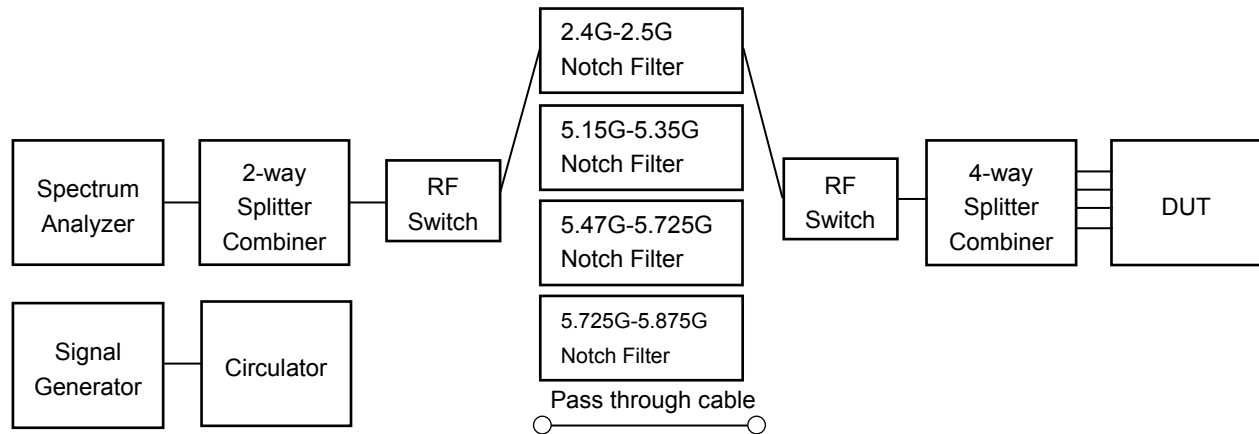 Spectrum
Analyzer
2-way
Splitter
Combiner
RF
Switch
2.4G-2.5G
Notch Filter
5.15G-5.35G
Notch Filter
5.47G-5.725G
Notch Filter
5.725G-5.875G
Notch Filter
Pass through cable
RF
Switch
4-way
Splitter
Combiner
DUT
Signal
Generator
Circulator